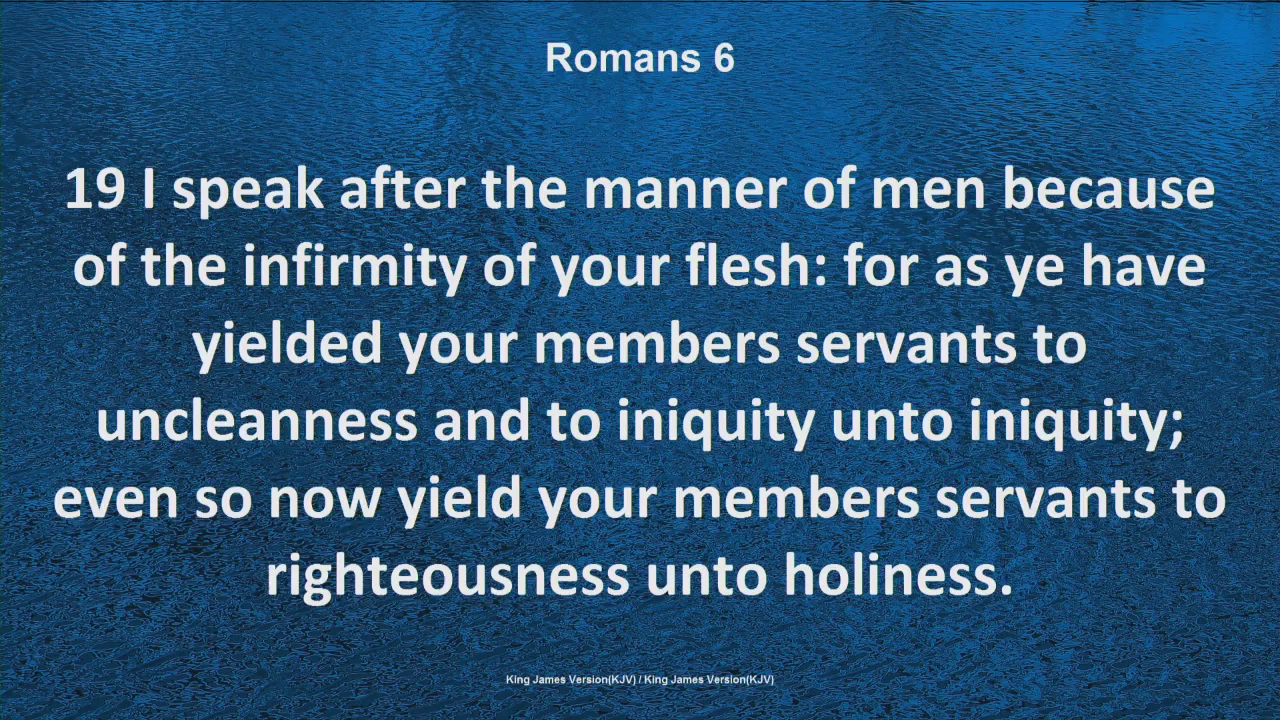 Romans 6
19 I speak after the manner of men because
of the infirmity of your flesh: for as ye have
yielded your members servants to
uncleanness and to iniquity unto iniquity;
even so now yield your members servants to
righteousness unto holiness.
King James Version(KJV) / King James Version(KJV)